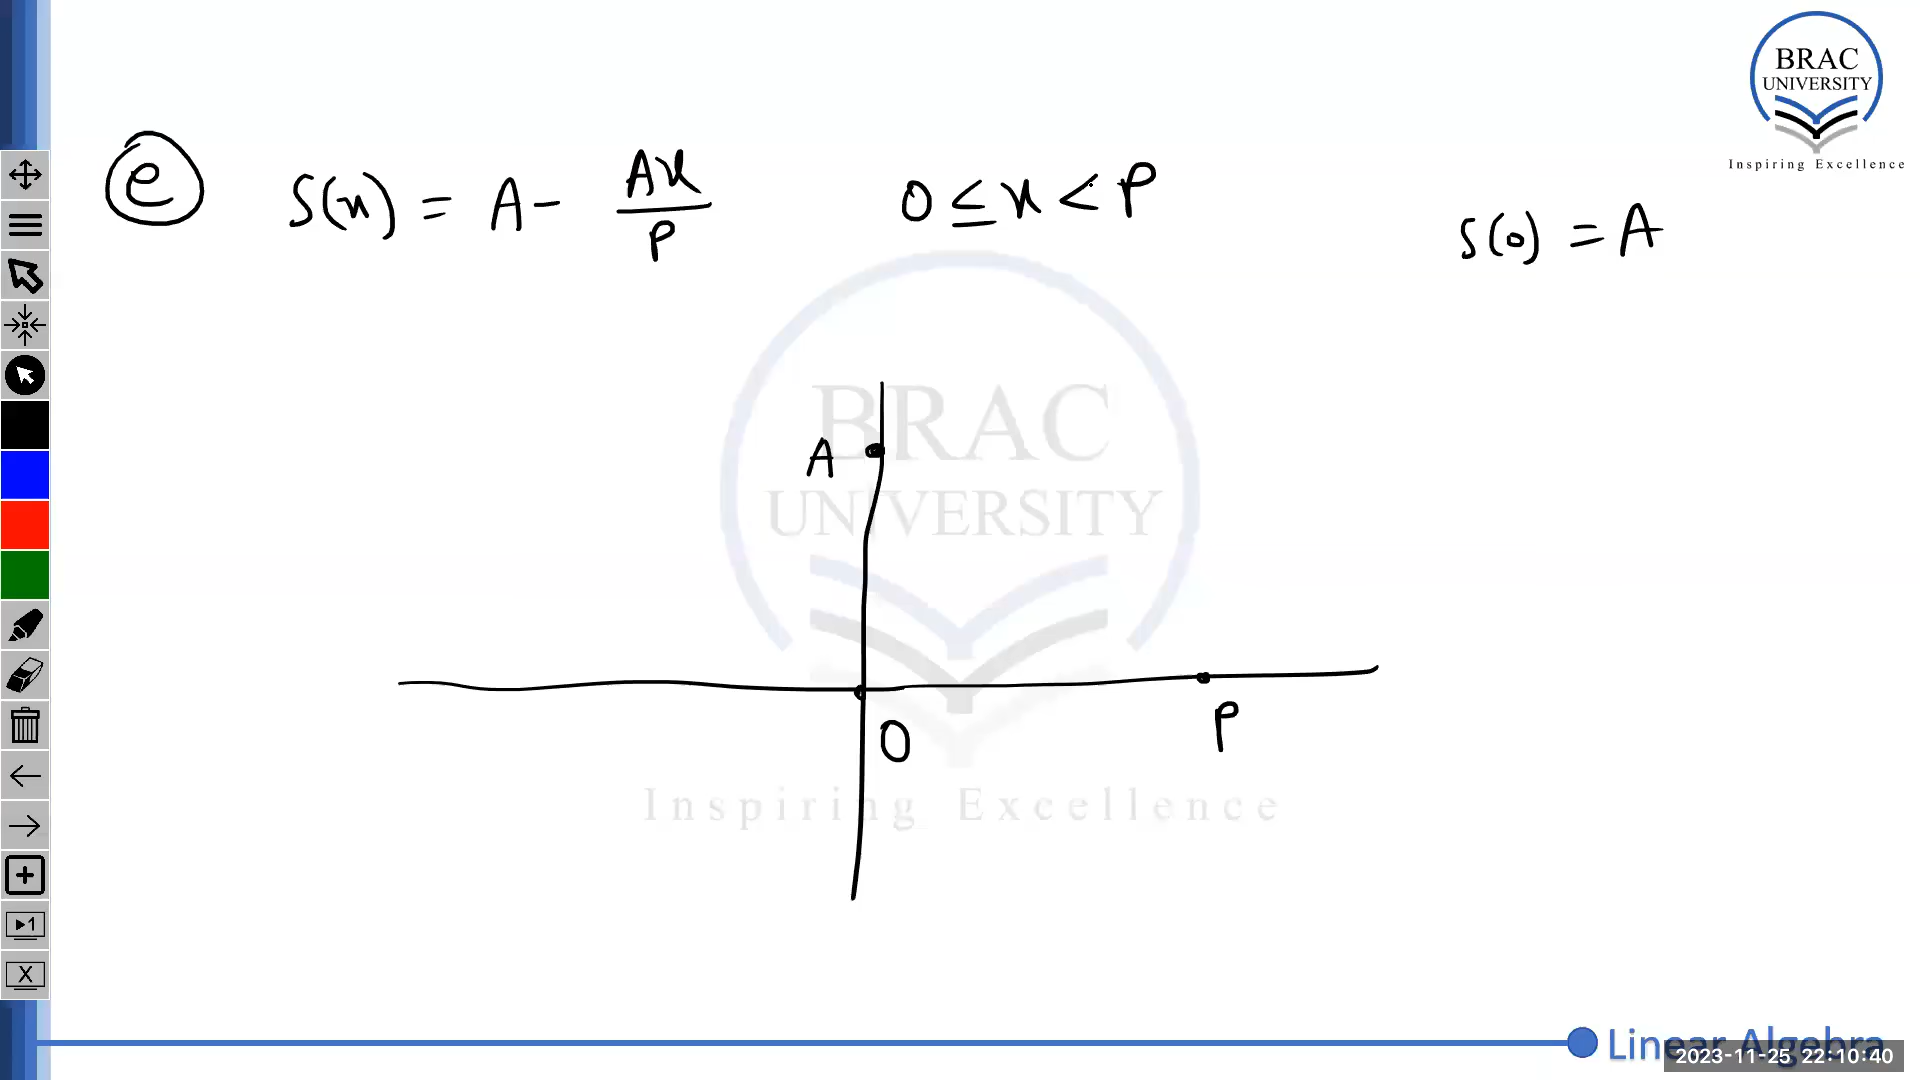 BRAC
UNIVERSITY
Inspiring Excellence
e S(x) = A - Ax/P 0 ≤ x < P
S(0) = A
BRAC
A
UNIVERSITY
O
P
Inspiring Excellence
1
X
Linear Algebra
2023-11-25 22:10:40